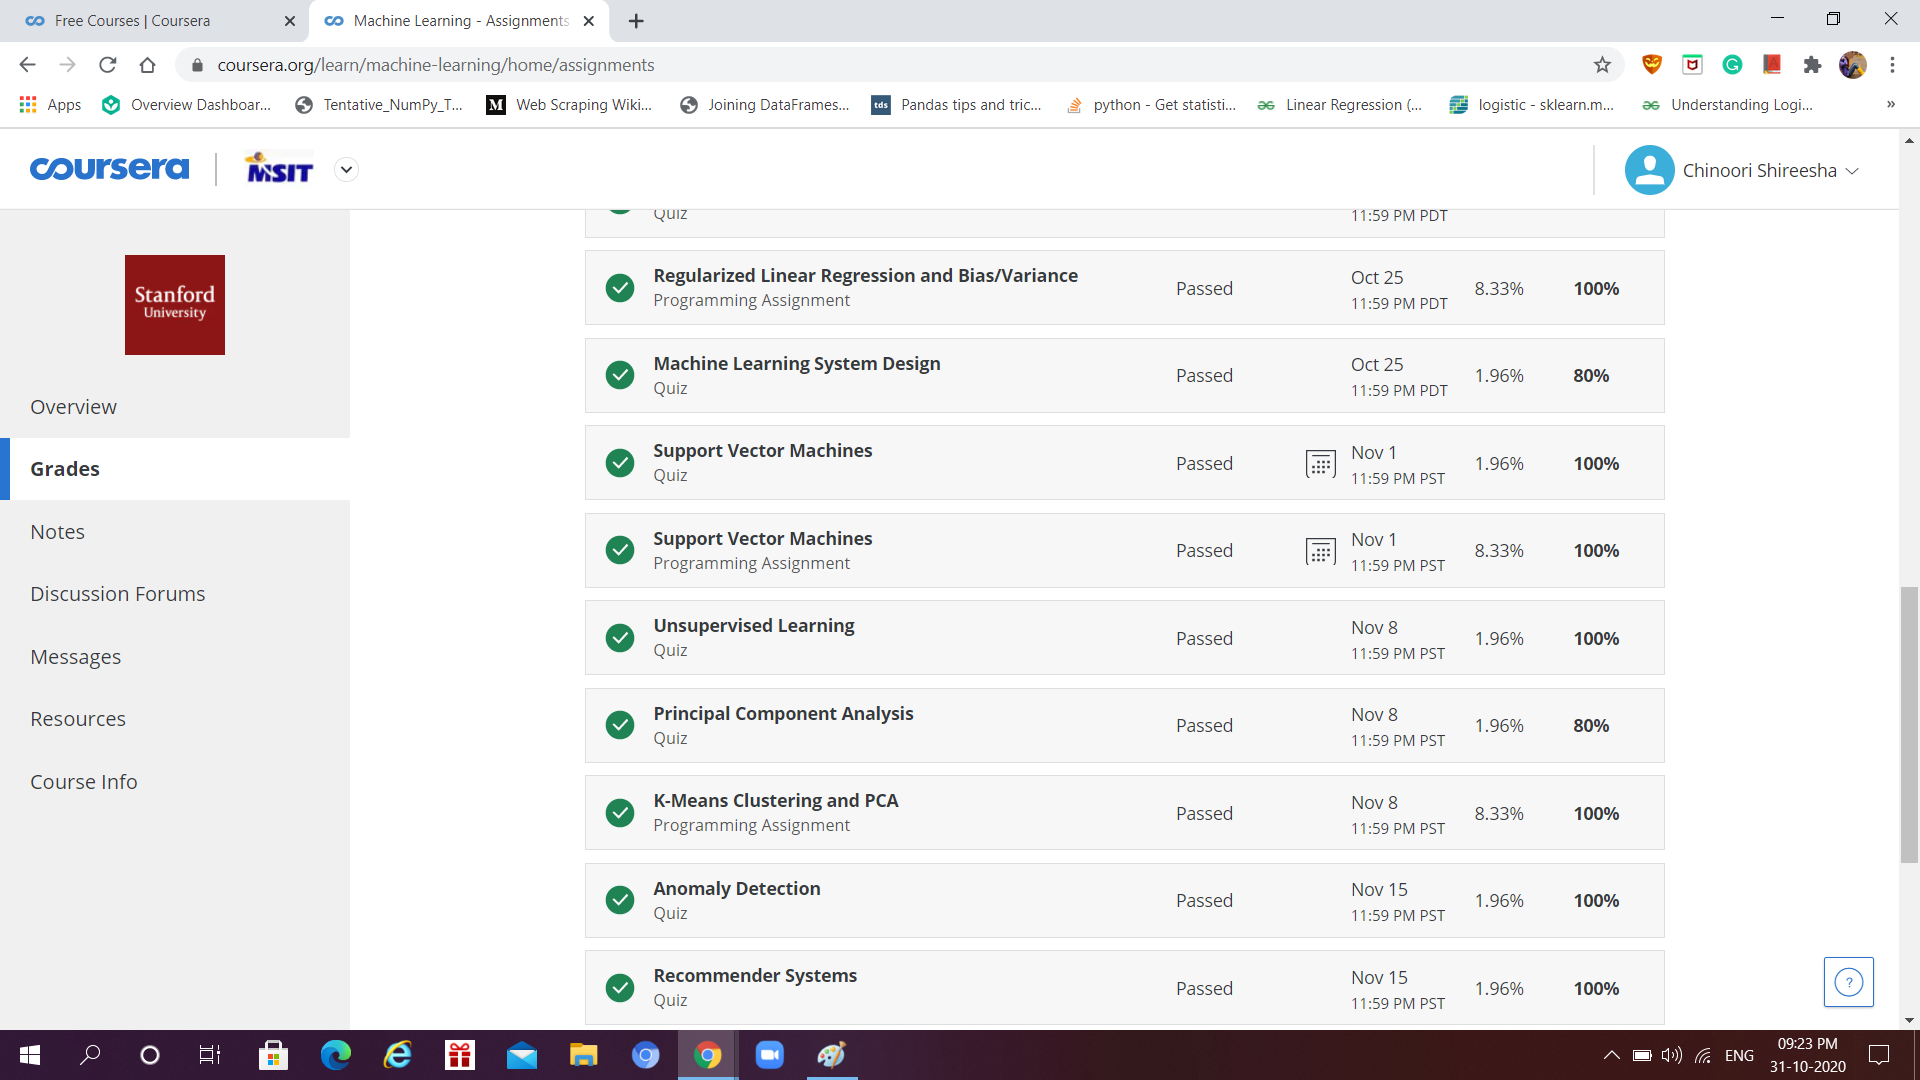 Free Courses | Coursera
Machine Learning - Assignments
coursera.org/learn/machine-learning/home/assignments
Apps
Overview Dashboar...
Tentative_NumPy_T...
M
Web Scraping Wiki...
Joining DataFrames...
tds
Pandas tips and tric...
python - Get statisti...
Linear Regression (...
logistic - sklearn.m...
Understanding Logi...
»
coursera
MSIT
Chinoori Shireesha
Stanford
University
Overview
Grades
Notes
Discussion Forums
Messages
Resources
Course Info
Quiz
11:59 PM PDT
Regularized Linear Regression and Bias/Variance
Programming Assignment
Passed
Oct 25
11:59 PM PDT
8.33%
100%
Machine Learning System Design
Quiz
Passed
Oct 25
11:59 PM PDT
1.96%
80%
Support Vector Machines
Quiz
Passed
Nov 1
11:59 PM PST
1.96%
100%
Support Vector Machines
Programming Assignment
Passed
Nov 1
11:59 PM PST
8.33%
100%
Unsupervised Learning
Quiz
Passed
Nov 8
11:59 PM PST
1.96%
100%
Principal Component Analysis
Quiz
Passed
Nov 8
11:59 PM PST
1.96%
80%
K-Means Clustering and PCA
Programming Assignment
Passed
Nov 8
11:59 PM PST
8.33%
100%
Anomaly Detection
Quiz
Passed
Nov 15
11:59 PM PST
1.96%
100%
Recommender Systems
Quiz
Passed
Nov 15
11:59 PM PST
1.96%
100%
?
ENG
09:23 PM
31-10-2020